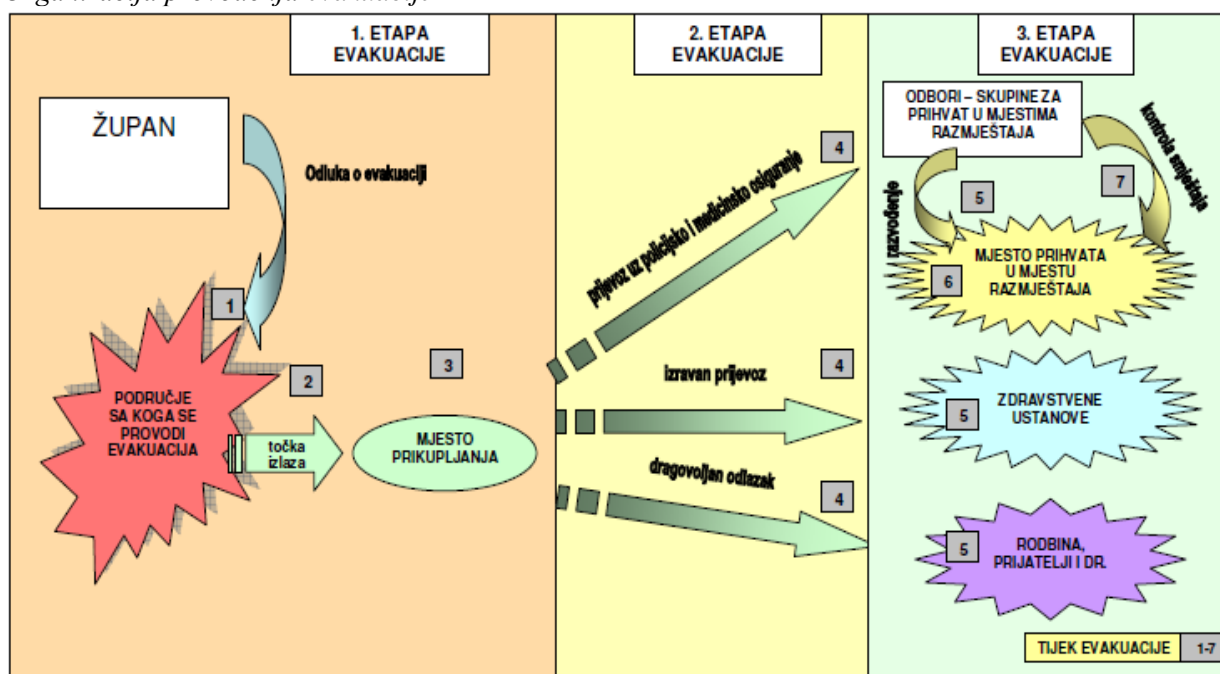 1. ETAPA
EVAKUACIJE
ŽUPAN
Odluka o evakuaciji
1
PODRUČJE
SA KOGA SE
PROVODI
EVAKUACIJA
2
točka
izlaza
3
MJESTO
PRIKUPLJANJA
2. ETAPA
EVAKUACIJE
prijevoz uz policijsko i medicinsko osiguranje
4
izravan prijevoz
4
dragovoljan odlazak
4
3. ETAPA
EVAKUACIJE
ODBORI – SKUPINE ZA
PRIHVAT U MJESTIMA
RAZMJEŠTAJA
razvođenje
5
7
kontrola smještaja
MJESTO PRIHVATA
U MJESTU
RAZMJEŠTAJA
6
ZDRAVSTVENE
USTANOVE
5
RODBINA,
PRIJATELJI I DR.
5
TIJEK EVAKUACIJE 1-7